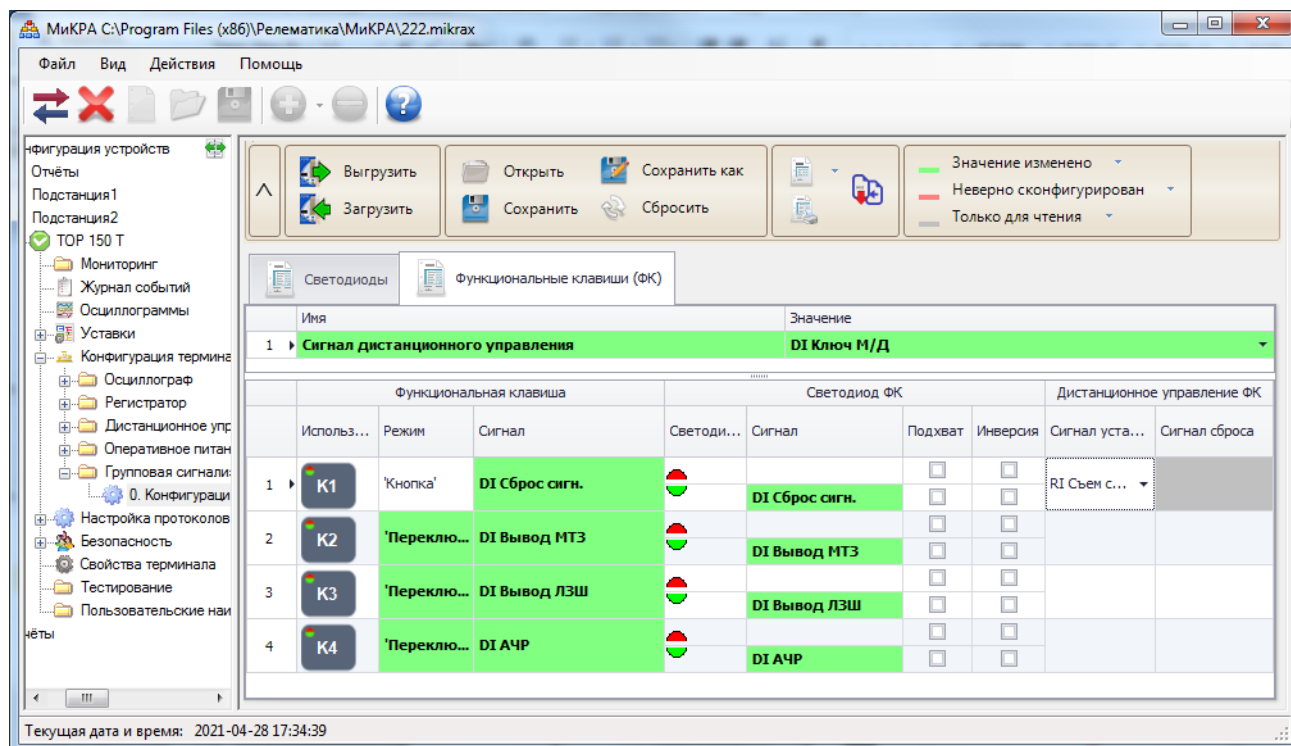 МиКРА C:\Program Files (x86)\Релематика\МиКРА\222.mikrax
Файл Вид Действия Помощь
нфигурация устройств
Отчёты
Подстанция1
Подстанция2
ТОР 150 Т
Мониторинг
Журнал событий
Осциллограммы
Уставки
Конфигурация термина
Осциллограф
Регистратор
Дистанционное упр
Оперативное питан
Групповая сигнали
0. Конфигураци
Настройка протоколов
Безопасность
Свойства терминала
Тестирование
Пользовательские наи
чёты
Выгрузить Открыть Сохранить как
Загрузить Сохранить Сбросить
Значение изменено
Неверно сконфигурирован
Только для чтения
Светодиоды Функциональные клавиши (ФК)
Имя Значение
1 Сигнал дистанционного управления DI Ключ М/Д
Функциональная клавиша Светодиод ФК Дистанционное управление ФК
Использ... Режим Сигнал Светоди... Сигнал Подхват Инверсия Сигнал уста... Сигнал сброса
1 K1 'Кнопка' DI Сброс сигн. RI Съем с...
DI Сброс сигн.
2 K2 'Переклю... DI Вывод МТЗ
DI Вывод МТЗ
3 K3 'Переклю... DI Вывод ЛЗШ
DI Вывод ЛЗШ
4 K4 'Переклю... DI АЧР
DI АЧР
Текущая дата и время: 2021-04-28 17:34:39